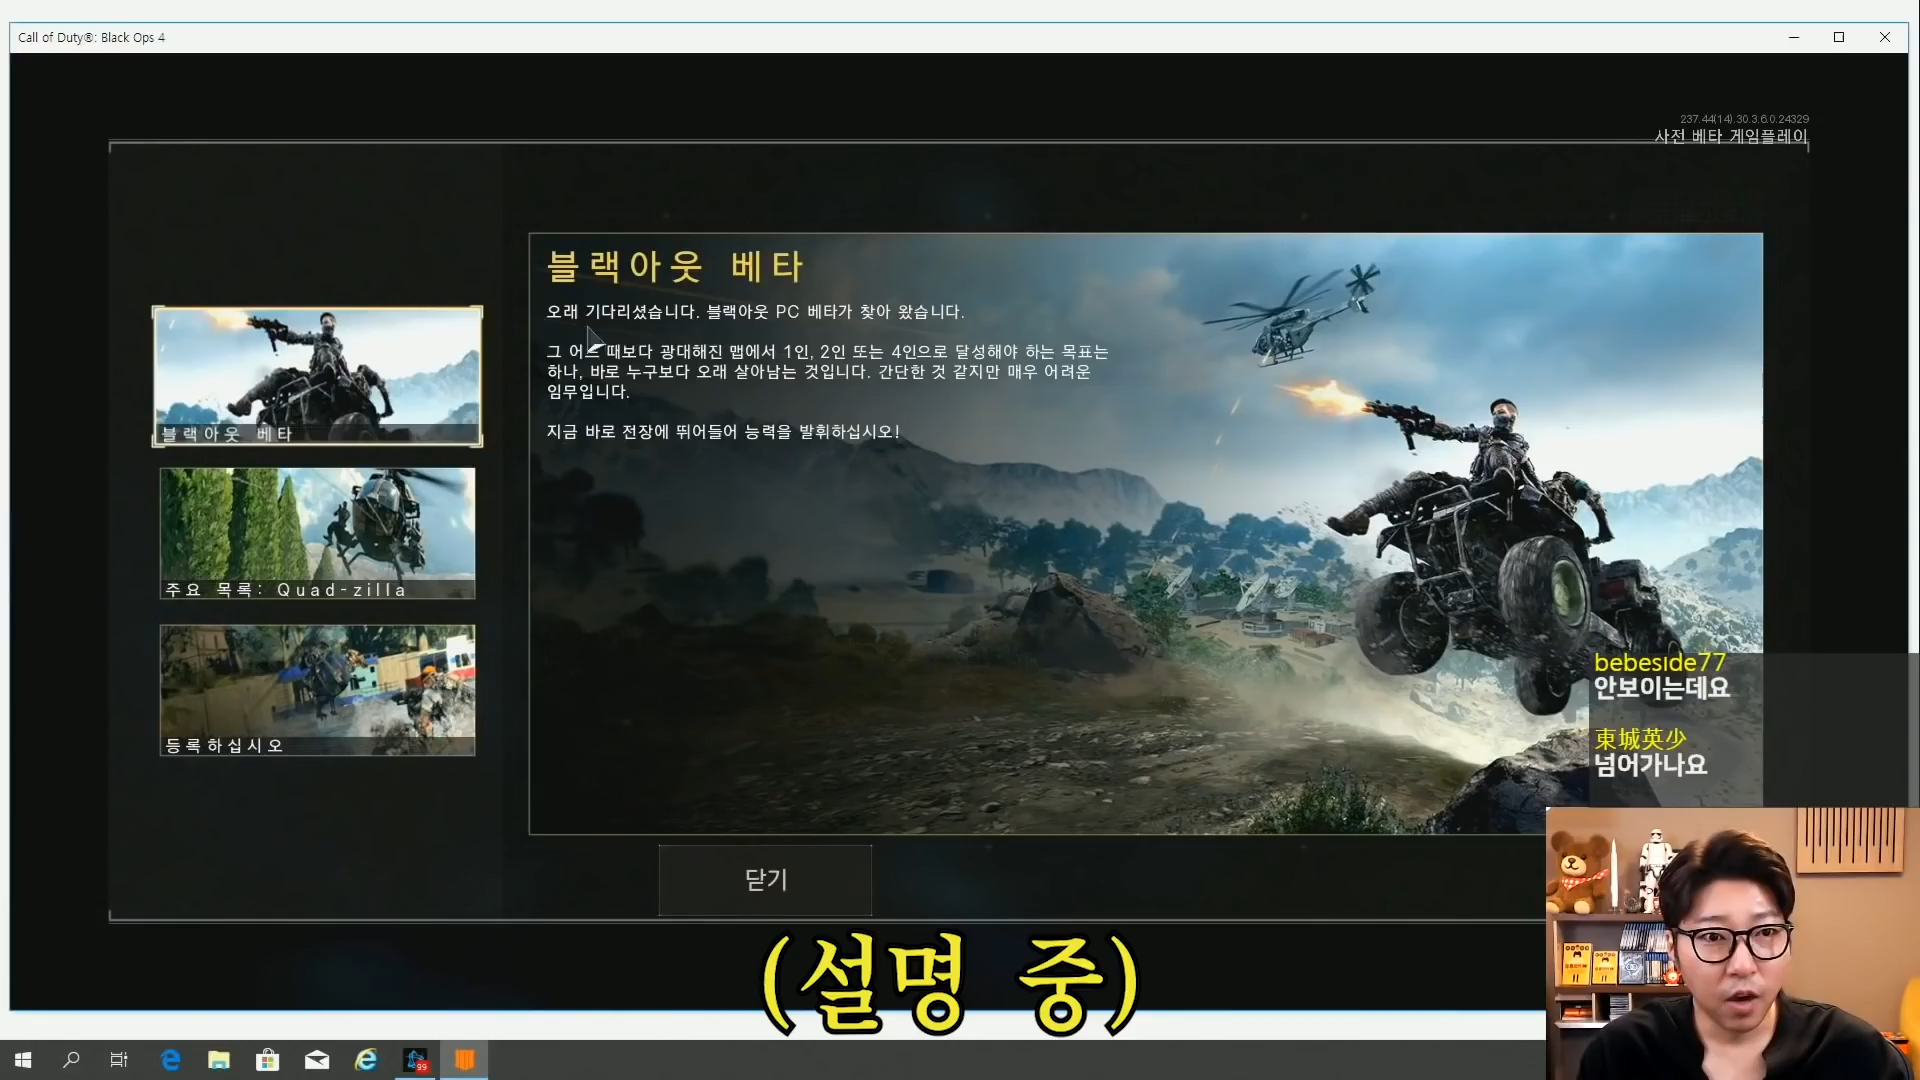 Call of Duty®: Black Ops 4
237.44(14).30.3.6.0.24329
사전 베타 게임플레이
블랙아웃 베타
오래 기다리셨습니다. 블랙아웃 PC 베타가 찾아 왔습니다.
그 어느 때보다 광대해진 맵에서 1인, 2인 또는 4인으로 달성해야 하는 목표는
하나, 바로 누구보다 오래 살아남는 것입니다. 간단한 것 같지만 매우 어려운
임무입니다.
지금 바로 전장에 뛰어들어 능력을 발휘하십시오!
블랙아웃 베타
주요 목록: Quad-zilla
등록하십시오
bebeside77
안보이는데요
東城英少
넘어가나요
닫기
(설명 중)
99